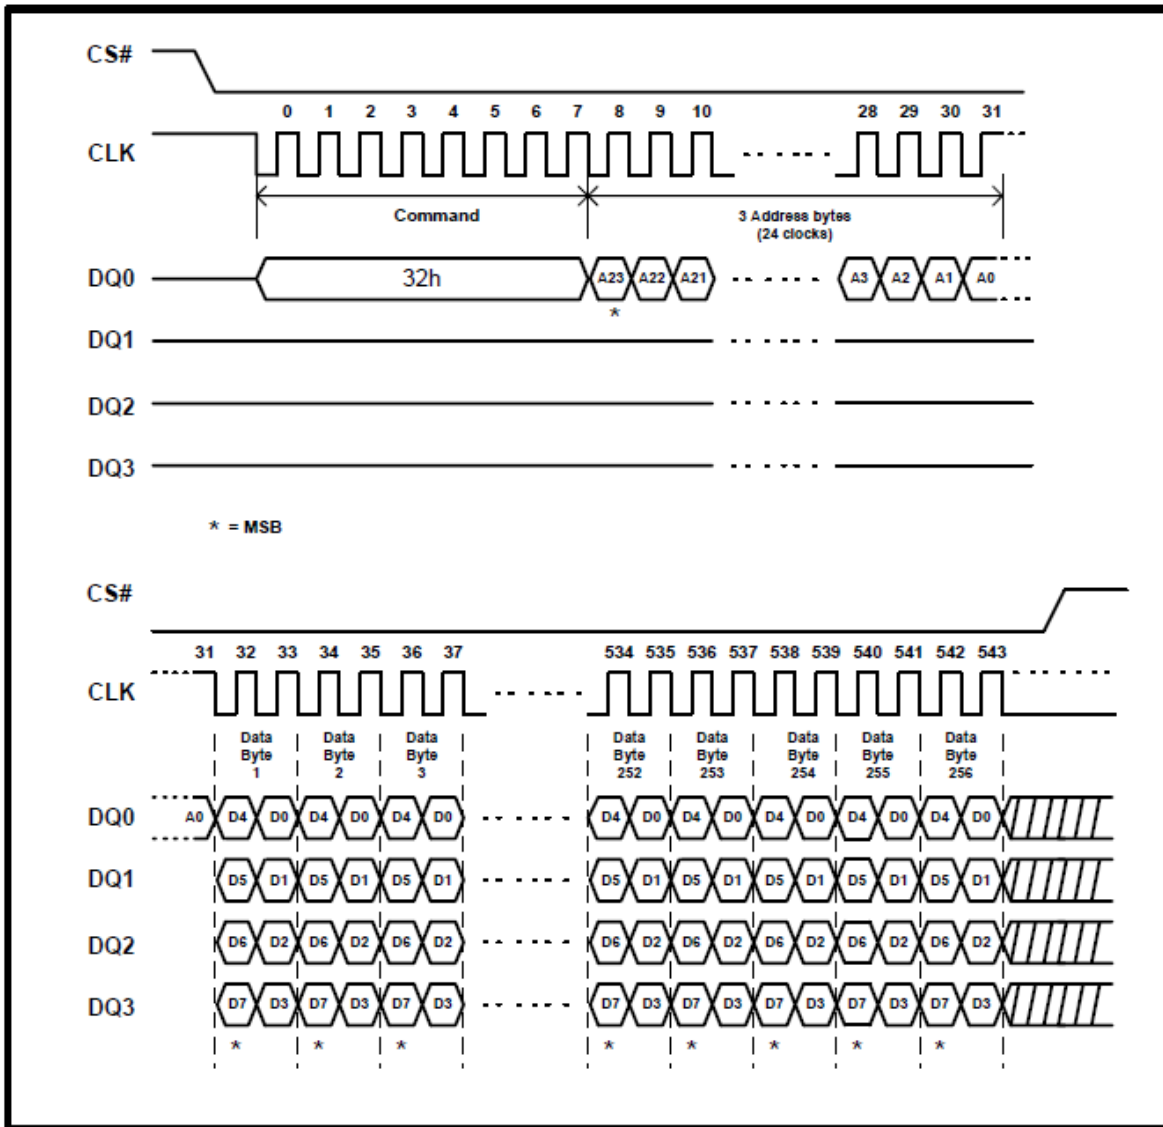 CS#
0 1 2 3 4 5 6 7 8 9 10 28 29 30 31
CLK
Command
3 Address bytes
(24 clocks)
DQ0 32h A23 A22 A21 A3 A2 A1 A0
*
DQ1
DQ2
DQ3
* = MSB
CS#
31 32 33 34 35 36 37 534 535 536 537 538 539 540 541 542 543
CLK
Data Data Data Data Data Data Data Data
Byte Byte Byte Byte Byte Byte Byte Byte
1 2 3 252 253 254 255 256
DQ0 A0 D4 D0 D4 D0 D4 D0 D4 D0 D4 D0 D4 D0 D4 D0 D4 D0
DQ1 D5 D1 D5 D1 D5 D1 D5 D1 D5 D1 D5 D1 D5 D1 D5 D1
DQ2 D6 D2 D6 D2 D6 D2 D6 D2 D6 D2 D6 D2 D6 D2 D6 D2
DQ3 D7 D3 D7 D3 D7 D3 D7 D3 D7 D3 D7 D3 D7 D3 D7 D3
* * * * * * * *